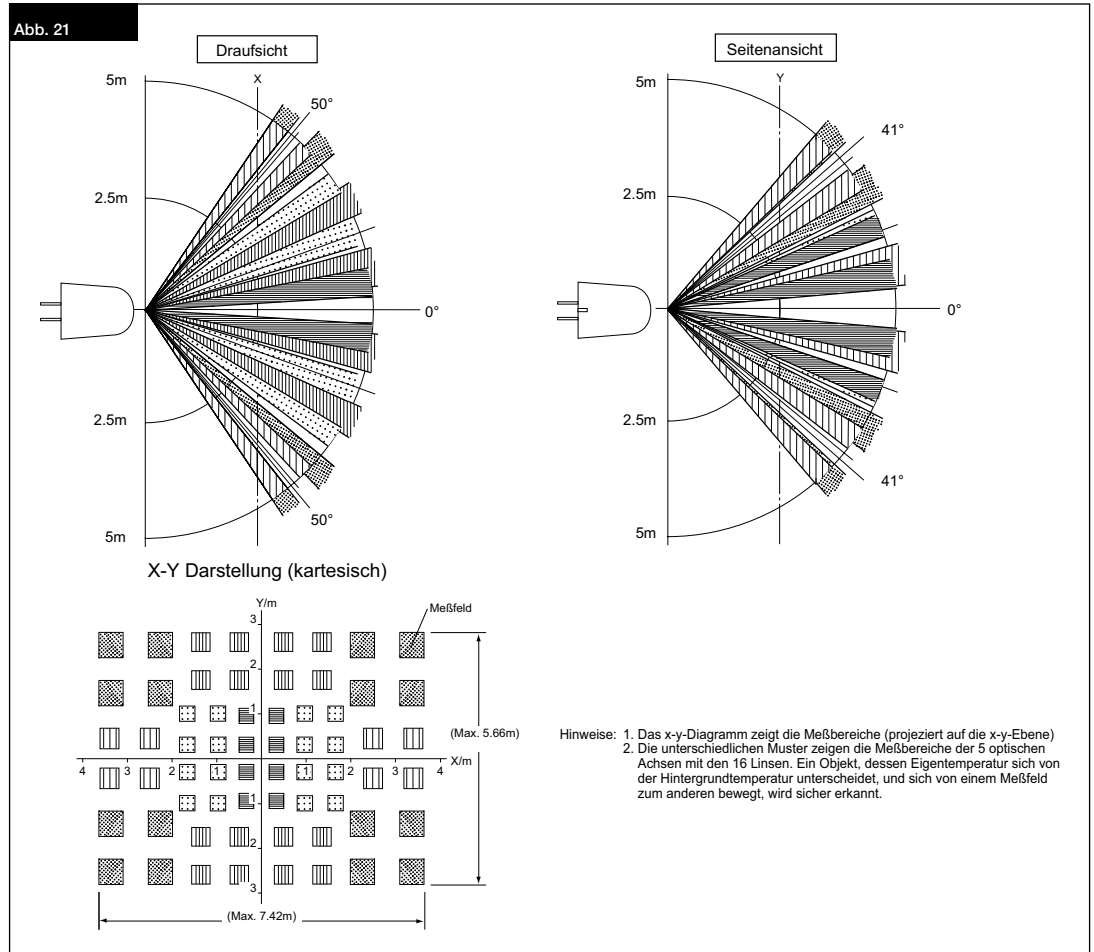 Abb. 21
Draufsicht
X
5m
50°
2.5m
0°
2.5m
50°
5m
Seitenansicht
Y
5m
41°
2.5m
0°
2.5m
41°
5m
X-Y Darstellung (kartesisch)
Y/m
Meßfeld
3
2
1
(Max. 5.66m)
X/m
4 3 2 1 1 2 3 4
1
2
3
(Max. 7.42m)
Hinweise: 1. Das x-y-Diagramm zeigt die Meßbereiche (projeziert auf die x-y-Ebene)
2. Die unterschiedlichen Muster zeigen die Meßbereiche der 5 optischen
Achsen mit den 16 Linsen. Ein Objekt, dessen Eigentemperatur sich von
der Hintergrundtemperatur unterscheidet, und sich von einem Meßfeld
zum anderen bewegt, wird sicher erkannt.